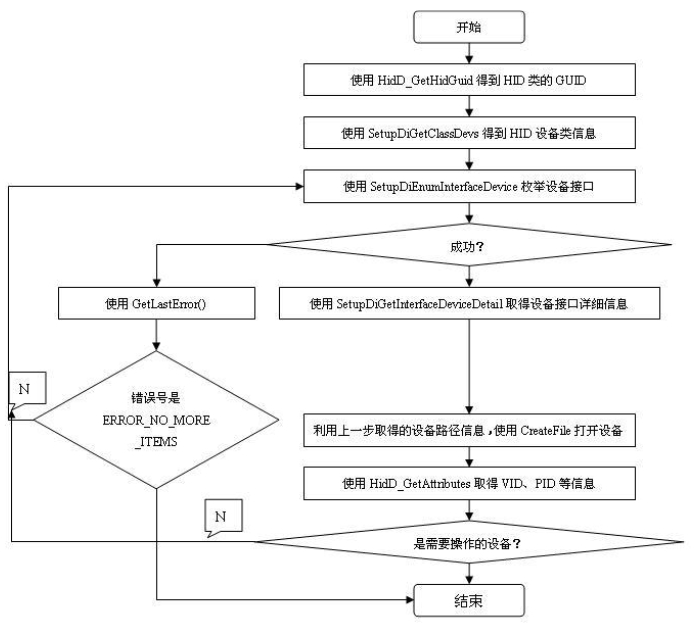 开始
使用 HidD_GetHidGuid 得到 HID 类的 GUID
使用 SetupDiGetClassDevs 得到 HID 设备类信息
使用 SetupDiEnumInterfaceDevice 枚举设备接口
成功？
使用 GetLastError()
使用 SetupDiGetInterfaceDeviceDetail 取得设备接口详细信息
N
错误号是
ERROR_NO_MORE
_ITEMS
利用上一步取得的设备路径信息，使用 CreateFile 打开设备
使用 HidD_GetAttributes 取得 VID、PID 等信息
N
是需要操作的设备？
结束